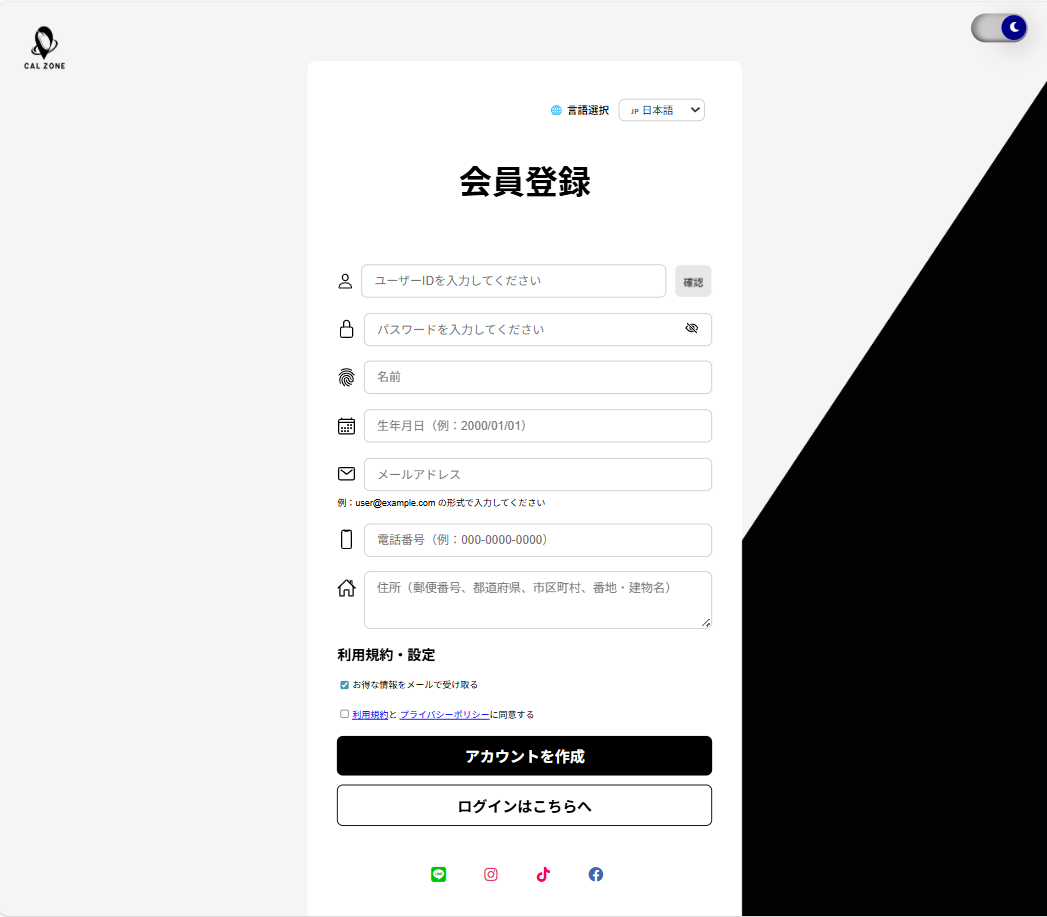 CAL ZONE
言語選択 JP 日本語
会員登録
ユーザーIDを入力してください 確認
パスワードを入力してください
名前
生年月日（例：2000/01/01）
メールアドレス
例：user@example.com の形式で入力してください
電話番号（例：000-0000-0000）
住所（郵便番号、都道府県、市区町村、番地・建物名）
利用規約・設定
お得な情報をメールで受け取る
利用規約と プライバシーポリシーに同意する
アカウントを作成
ログインはこちらへ